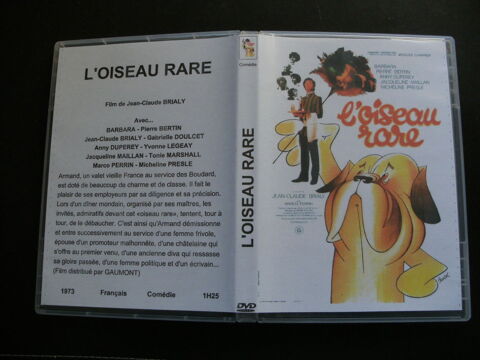 L'OISEAU RARE
Film de Jean-Claude BRIALY
Avec...
BARBARA - Pierre BERTIN
Jean-Claude BRIALY - Gabrielle DOULCET
Anny DUPEREY - Yvonne LEGEAY
Jacqueline MAILLAN - Tonie MARSHALL
Marco PERRIN - Micheline PRESLE
Armand, un valet vieille France au service des Boudard,
est doté de beaucoup de charme et de classe. Il fait le
plaisir de ses employeurs par sa diligence et sa précision.
Lors d'un dîner mondain, organisé par ses maîtres, les
invités, admiratifs devant cet «oiseau rare», tentent, tour à
tour, de le débaucher. C'est ainsi qu'Armand démissionne
et entre successivement au service d'une femme frivole,
épouse d'un promoteur malhonnête, d'une châtelaine qui
s'offre au premier venu, d'une ancienne diva qui ressasse
sa gloire passée, d'une femme politique et d'un écrivain...
(Film distribué par GAUMONT)
1973 Français Comédie 1H25
Comédie
L'OISEAU RARE
DVD
BARBARA
PIERRE BERTIN
ANNY DUPEREY
JACQUELINE MAILLAN
MICHELINE PRESLE
l'oiseau
rare
JEAN-CLAUDE BRIALY